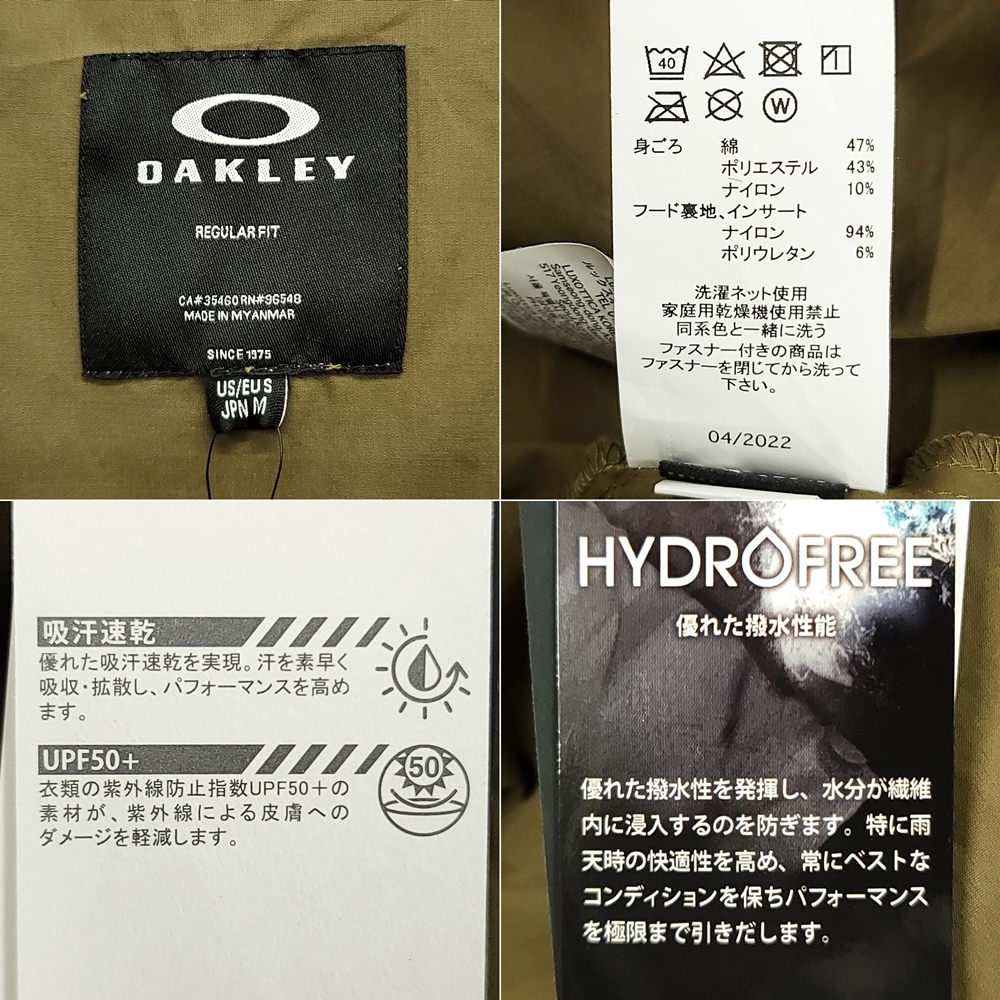 OAKLEY
REGULAR FIT
CA#35460 RN#96548
MADE IN MYANMAR
SINCE 1975
US/EU S
JPN M
40
W
身ごろ 綿 47%
ポリエステル 43%
ナイロン 10%
フード裏地、インサート
ナイロン 94%
ポリウレタン 6%
洗濯ネット使用
家庭用乾燥機使用禁止
同系色と一緒に洗う
ファスナー付きの商品は
ファスナーを閉じてから洗って
下さい。
04/2022
LUXOTTICA KOR
吸汗速乾
優れた吸汗速乾を実現。汗を素早く
吸収・拡散し、パフォーマンスを高め
ます。
UPF50+
50
衣類の紫外線防止指数UPF50+の
素材が、紫外線による皮膚への
ダメージを軽減します。
HYDROFREE
優れた撥水性能
優れた撥水性を発揮し、水分が繊維
内に浸入するのを防ぎます。特に雨
天時の快適性を高め、常にベストな
コンディションを保ちパフォーマンス
を極限まで引きだします。